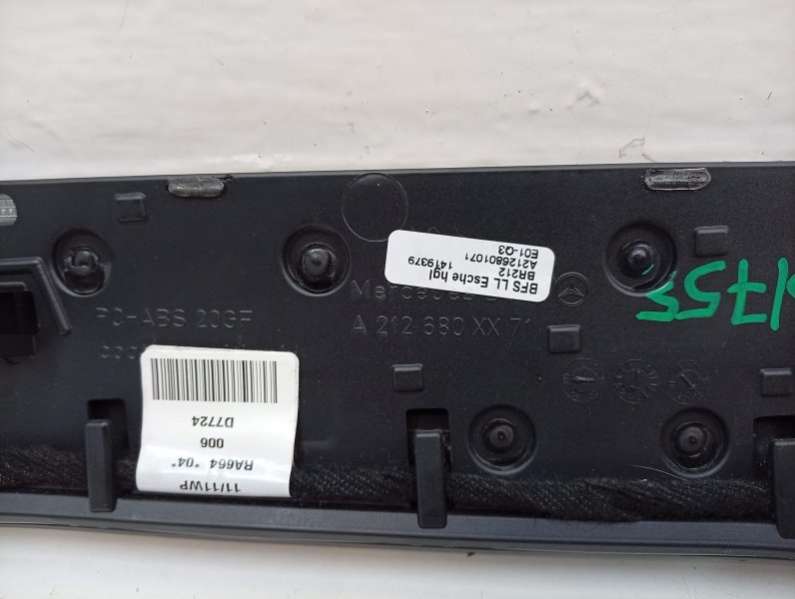 BFS LL Esche hgl
BR212 1419379
A2126801071
E01-Q3
A 212 680 XX 71
PC-ABS 20GF
11/11WP
RA664 "04"
006
D7724